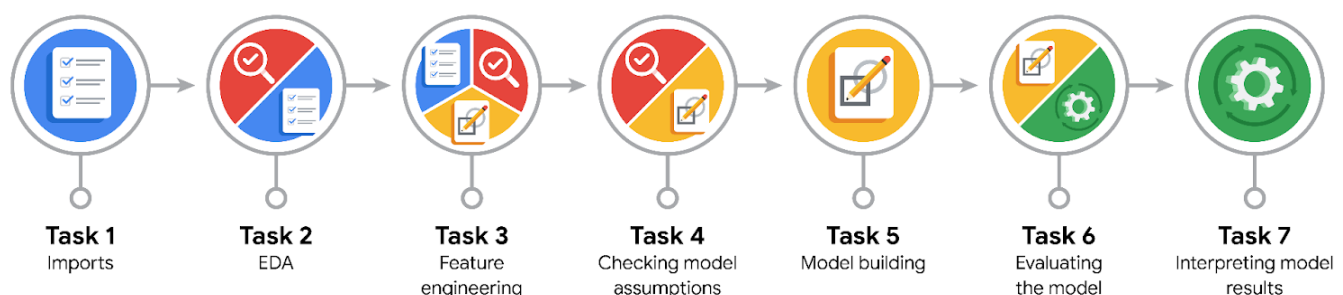 Task 1
Imports
Task 2
EDA
Task 3
Feature
engineering
Task 4
Checking model
assumptions
Task 5
Model building
Task 6
Evaluating
the model
Task 7
Interpreting model
results